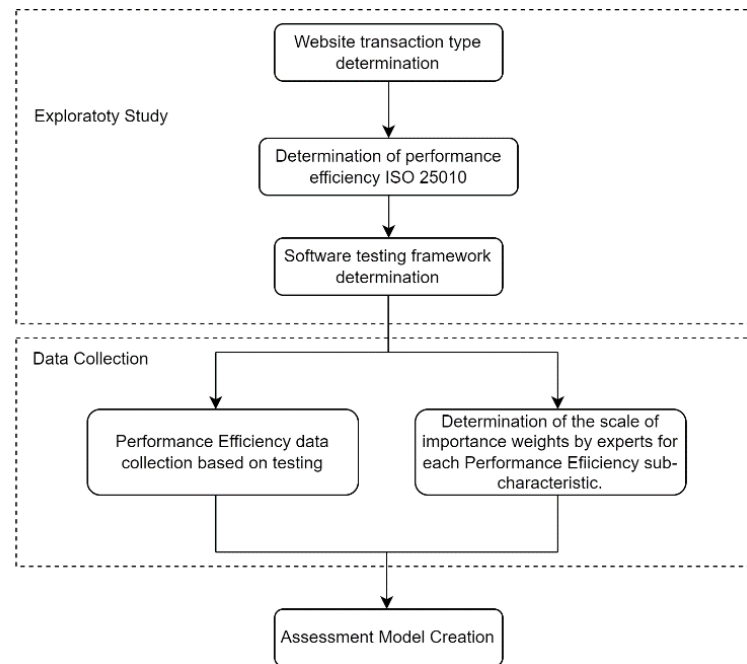 Website transaction type
determination
Exploratoty Study
Determination of performance
efficiency ISO 25010
Software testing framework
determination
Data Collection
Performance Efficiency data
collection based on testing
Determination of the scale of
importance weights by experts for
each Performance Efiiciency sub-
characteristic.
Assessment Model Creation